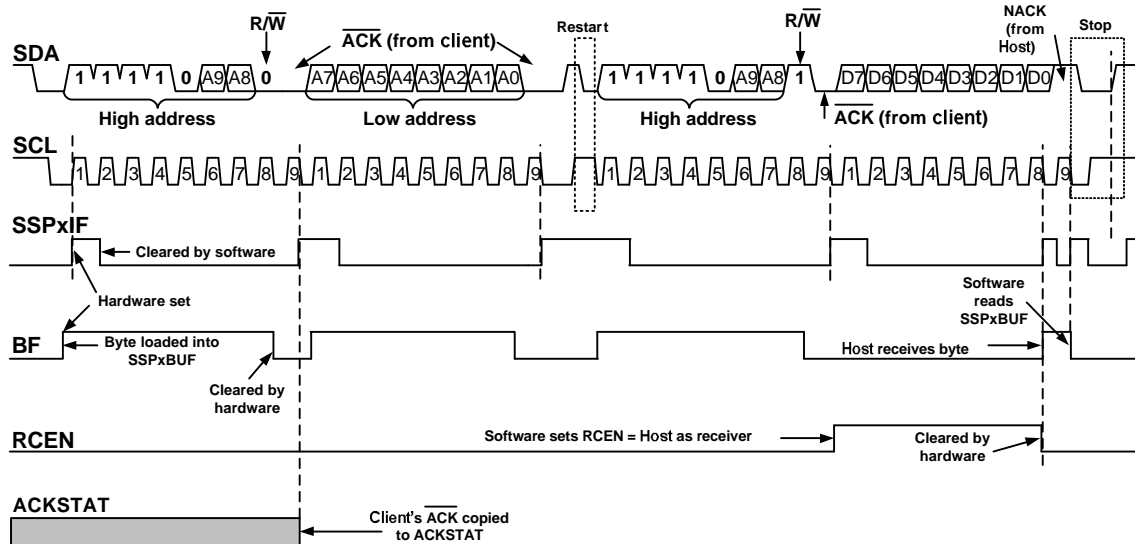 R/W
ACK (from client)
Restart
R/W
NACK
(from
Host)
Stop
SDA
1 1 1 1 0 A9 A8 0 A7 A6 A5 A4 A3 A2 A1 A0 1 1 1 1 0 A9 A8 1 D7 D6 D5 D4 D3 D2 D1 D0
High address
Low address
High address
ACK (from client)
SCL
1 2 3 4 5 6 7 8 9 1 2 3 4 5 6 7 8 9 1 2 3 4 5 6 7 8 9 1 2 3 4 5 6 7 8 9
SSPxIF
Cleared by software
Hardware set
Software
reads
SSPxBUF
BF
Byte loaded into
SSPxBUF
Cleared by
hardware
Host receives byte
RCEN
Software sets RCEN = Host as receiver
Cleared by
hardware
ACKSTAT
Client's ACK copied
to ACKSTAT